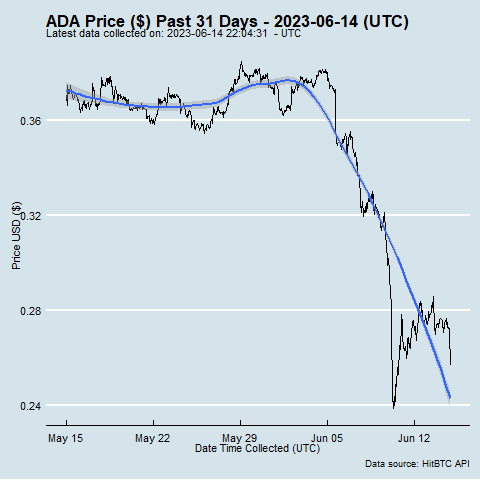 ADA Price ($) Past 31 Days - 2023-06-14 (UTC)
Latest data collected on: 2023-06-14 22:04:31 - UTC
0.36
0.32
0.28
0.24
Price USD ($)
May 15
May 22
May 29
Jun 05
Jun 12
Date Time Collected (UTC)
Data source: HitBTC API